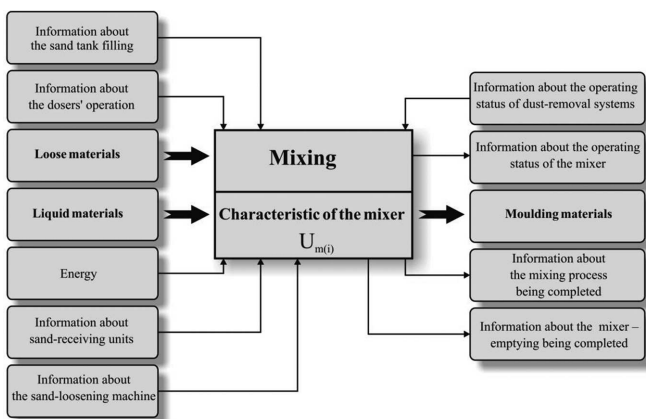 Information about
the sand tank filling
Information about
the dosers' operation
Loose materials
Liquid materials
Energy
Information about
sand-receiving units
Information about
the sand-loosening machine
Mixing
Characteristic of the mixer
U m(i)
Information about the operating
status of dust-removal systems
Information about the operating
status of the mixer
Moulding materials
Information about
the mixing process
being completed
Information about the mixer –
emptying being completed